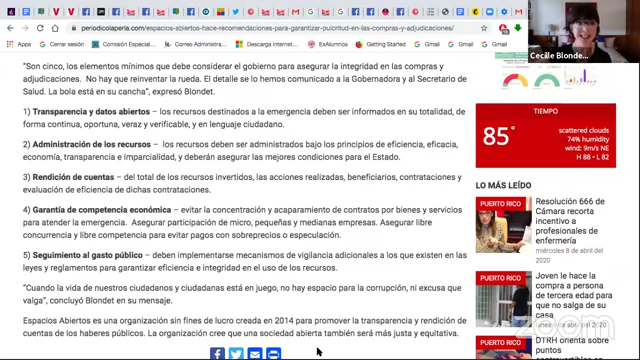 periodicolaperla.com/espacios-abiertos-hace-recomendaciones-para-garantizar-pulcritud-en-las-compras-y-adjudicaciones/
Apps
Gmail
Cerrar sesión
Comisión Especial
Correo Administra...
Descarga Internet...
ExAlumnos
Getting Started
Gmail
Cecile Blonde...
"Son cinco, los elementos mínimos que debe considerar el gobierno para asegurar la integridad en las compras y
adjudicaciones. No hay que reinventar la rueda. El detalle se lo hemos comunicado a la Gobernadora y al Secretario de
Salud. La bola está en su cancha", expresó Blondet.
1) Transparencia y datos abiertos – los recursos destinados a la emergencia deben ser informados en su totalidad, de
forma continua, oportuna, veraz y verificable, y en lenguaje ciudadano.
2) Administración de los recursos – los recursos deben ser administrados bajo los principios de eficiencia, eficacia,
economía, transparencia e imparcialidad, y deberán asegurar las mejores condiciones para el Estado.
3) Rendición de cuentas – del total de los recursos invertidos, las acciones realizadas, beneficiarios, contrataciones y
evaluación de eficiencia de dichas contrataciones.
4) Garantía de competencia económica – evitar la concentración y acaparamiento de contratos por bienes y servicios
para atender la emergencia. Asegurar participación de micro, pequeñas y medianas empresas. Asegurar libre
concurrencia y libre competencia para evitar pagos con sobreprecios o especulación.
5) Seguimiento al gasto público – deben implementarse mecanismos de vigilancia adicionales a los que existen en las
leyes y reglamentos para garantizar eficiencia e integridad en el uso de los recursos.
"Cuando la vida de nuestros ciudadanos y ciudadanas está en juego, no hay espacio para la corrupción, ni excusa que
valga", concluyó Blondet en su mensaje.
Espacios Abiertos es una organización sin fines de lucro creada en 2014 para promover la transparencia y rendición de
cuentas de los haberes públicos. La organización cree que una sociedad abierta también será más justa y equitativa.
TIEMPO
85°
scattered clouds
74% humidity
wind: 9m/s NE
H 88 • L 82
LO MÁS LEÍDO
PUERTO RICO
Resolución 666 de
Cámara recorta
incentivo a
profesionales de
enfermería
miércoles 8 de abril del
2020
PUERTO RICO
Joven le hace la
compra a persona
de tercera edad para
que no salga de su
casa
de abril de 2020
PUERTO RICO
DTRH orienta sobre
puntos
zoom